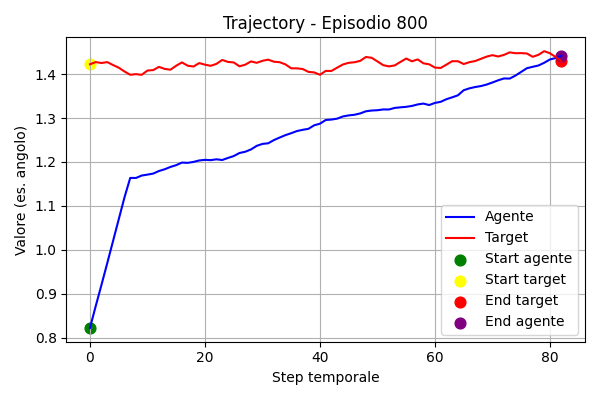 Trajectory - Episodio 800
Valore (es. angolo)
1.4
1.3
1.2
1.1
1.0
0.9
0.8
0
20
40
60
80
Step temporale
Agente
Target
Start agente
Start target
End target
End agente